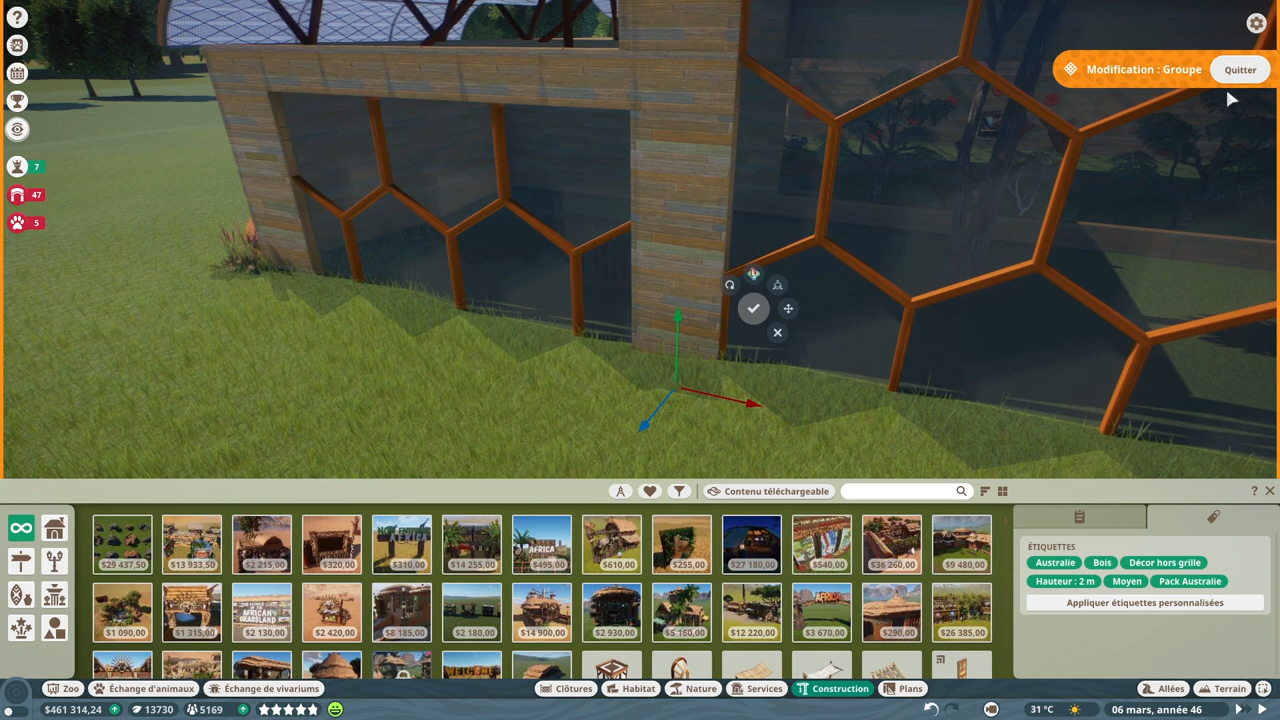 Modification : Groupe
Quitter
7
47
5
Contenu téléchargeable
$29 437,50
$13 933,50
$2 215,00
$320,00
$310,00
$14 255,00
$495,00
$610,00
$255,00
$27 180,00
$540,00
$36 260,00
$9 480,00
AFRICA
$1 090,00
$1 315,00
$2 130,00
$2 420,00
$8 185,00
$2 180,00
$14 900,00
$2 930,00
$5 160,00
$12 220,00
$3 670,00
$290,00
$26 385,00
AFRICAN GRASSLAND
WELCOME
ÉTIQUETTES
Australie
Bois
Décor hors grille
Hauteur : 2 m
Moyen
Pack Australie
Appliquer étiquettes personnalisées
Zoo
Échange d'animaux
Échange de vivariums
Clôtures
Habitat
Nature
Services
Construction
Plans
Allées
Terrain
$461 314,24
13730
5169
31 °C
06 mars, année 46